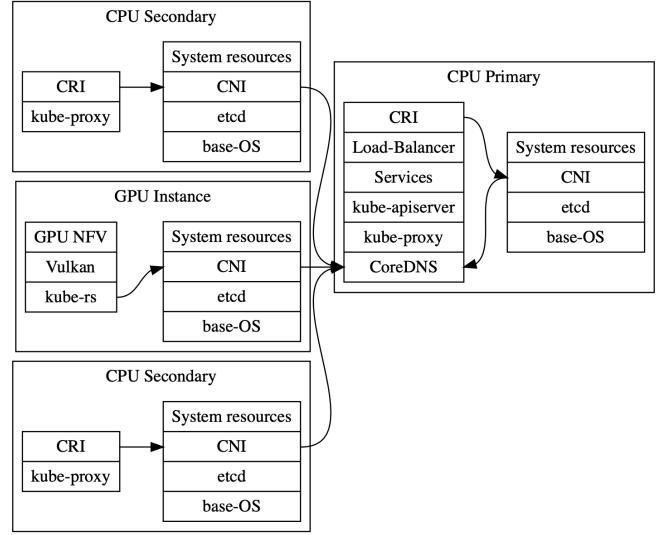 CPU Secondary
CRI
kube-proxy
System resources
CNI
etcd
base-OS
GPU Instance
GPU NFV
Vulkan
kube-rs
System resources
CNI
etcd
base-OS
CPU Secondary
CRI
kube-proxy
System resources
CNI
etcd
base-OS
CPU Primary
CRI
Load-Balancer
Services
kube-apiserver
kube-proxy
CoreDNS
System resources
CNI
etcd
base-OS